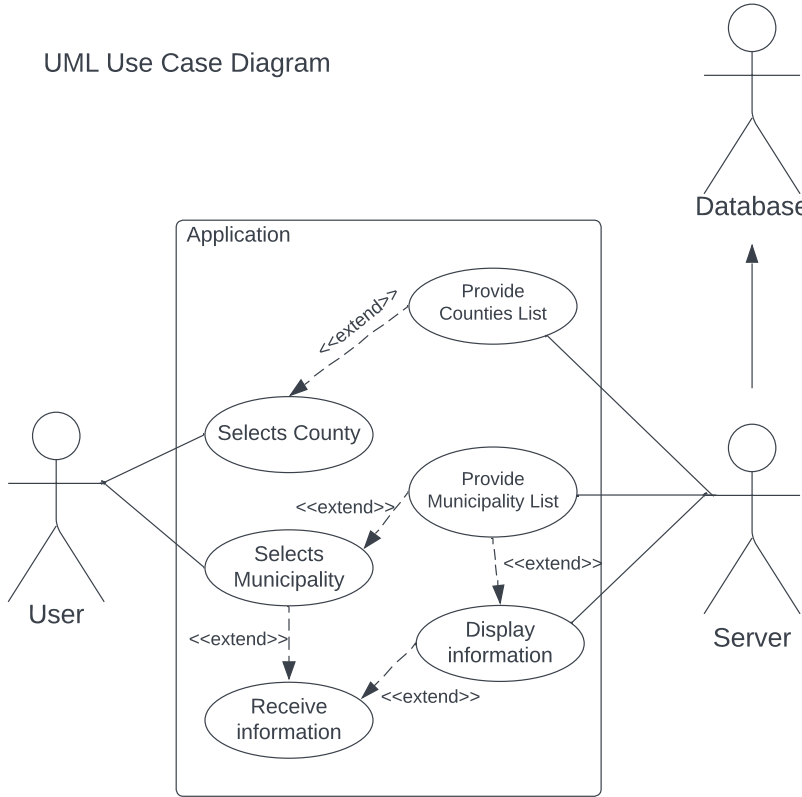 UML Use Case Diagram
Database
Application
<<extend>>
Provide
Counties List
Selects County
Provide
Municipality List
<<extend>>
Selects
Municipality
<<extend>>
User
Display
information
Server
<<extend>>
<<extend>>
Receive
information